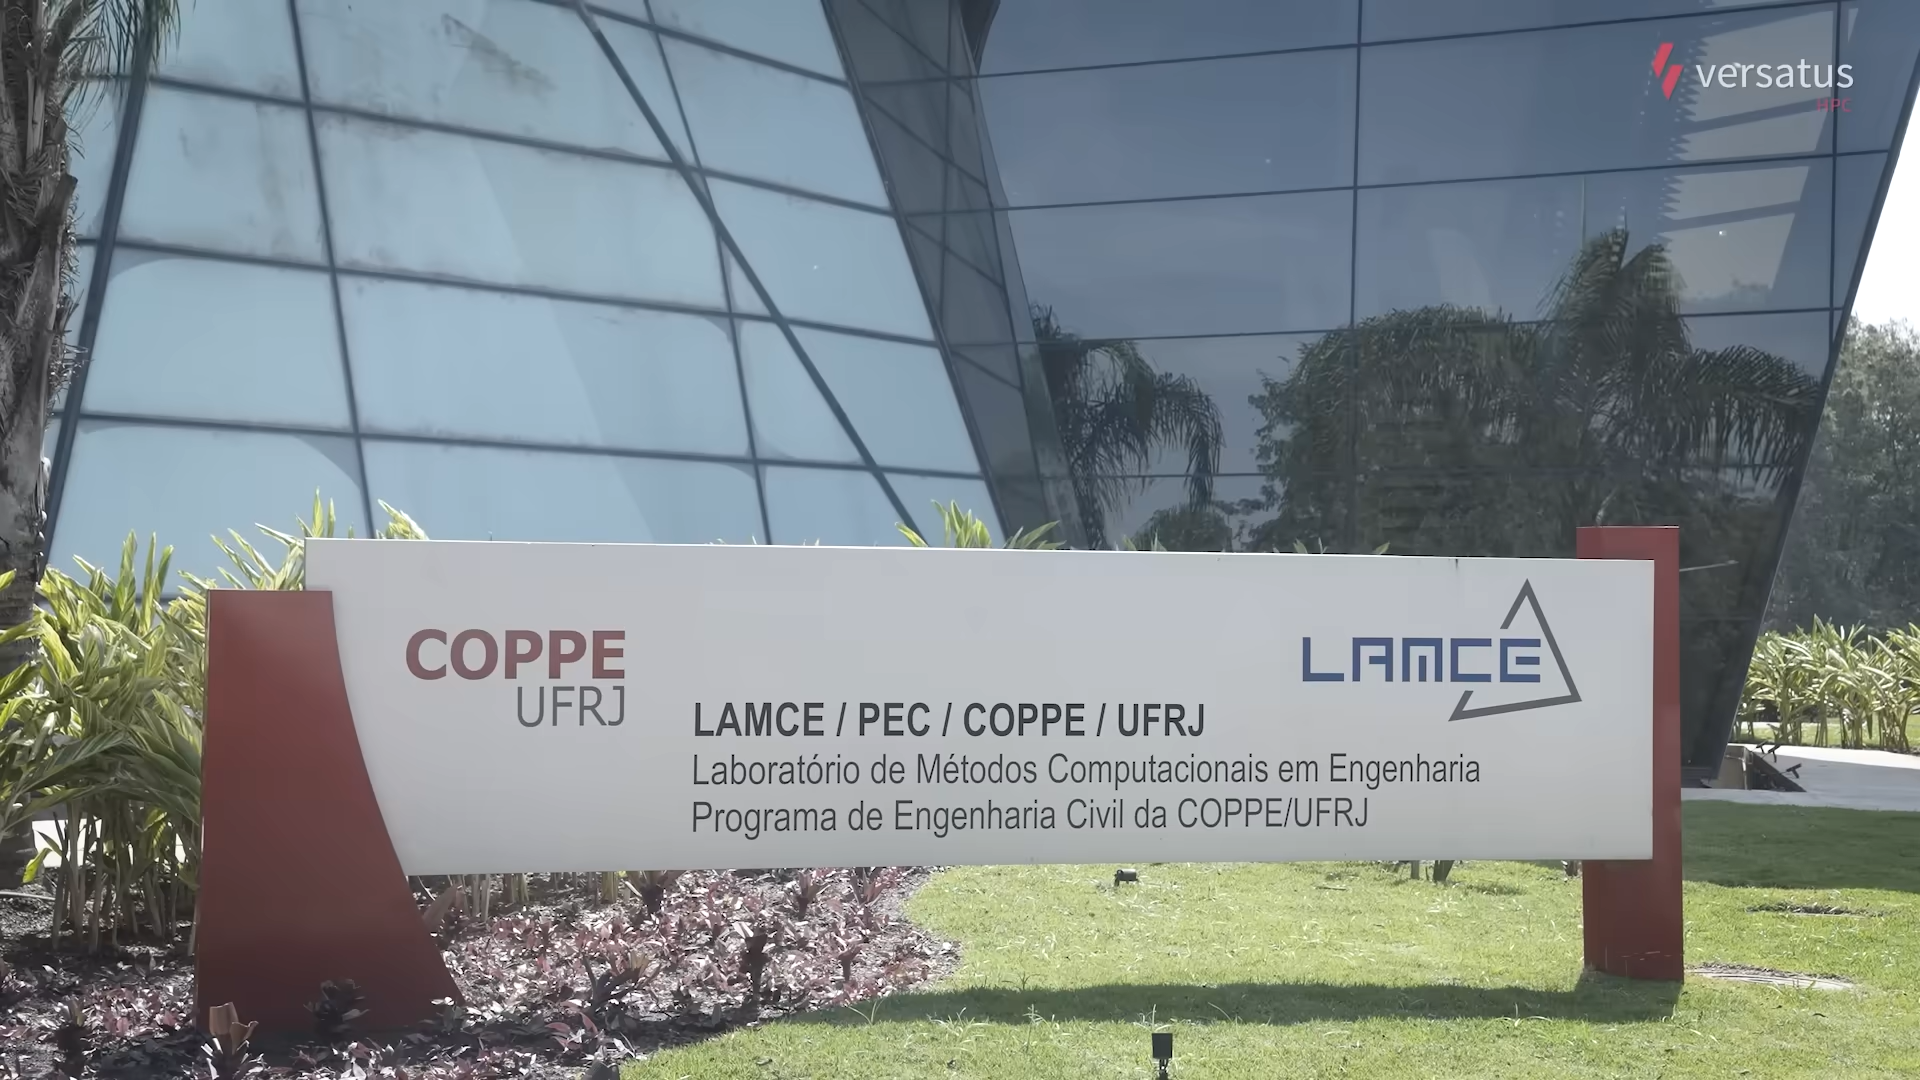 versatus
HPC
COPPE
UFRJ
LAMCE
LAMCE / PEC / COPPE / UFRJ
Laboratório de Métodos Computacionais em Engenharia
Programa de Engenharia Civil da COPPE/UFRJ